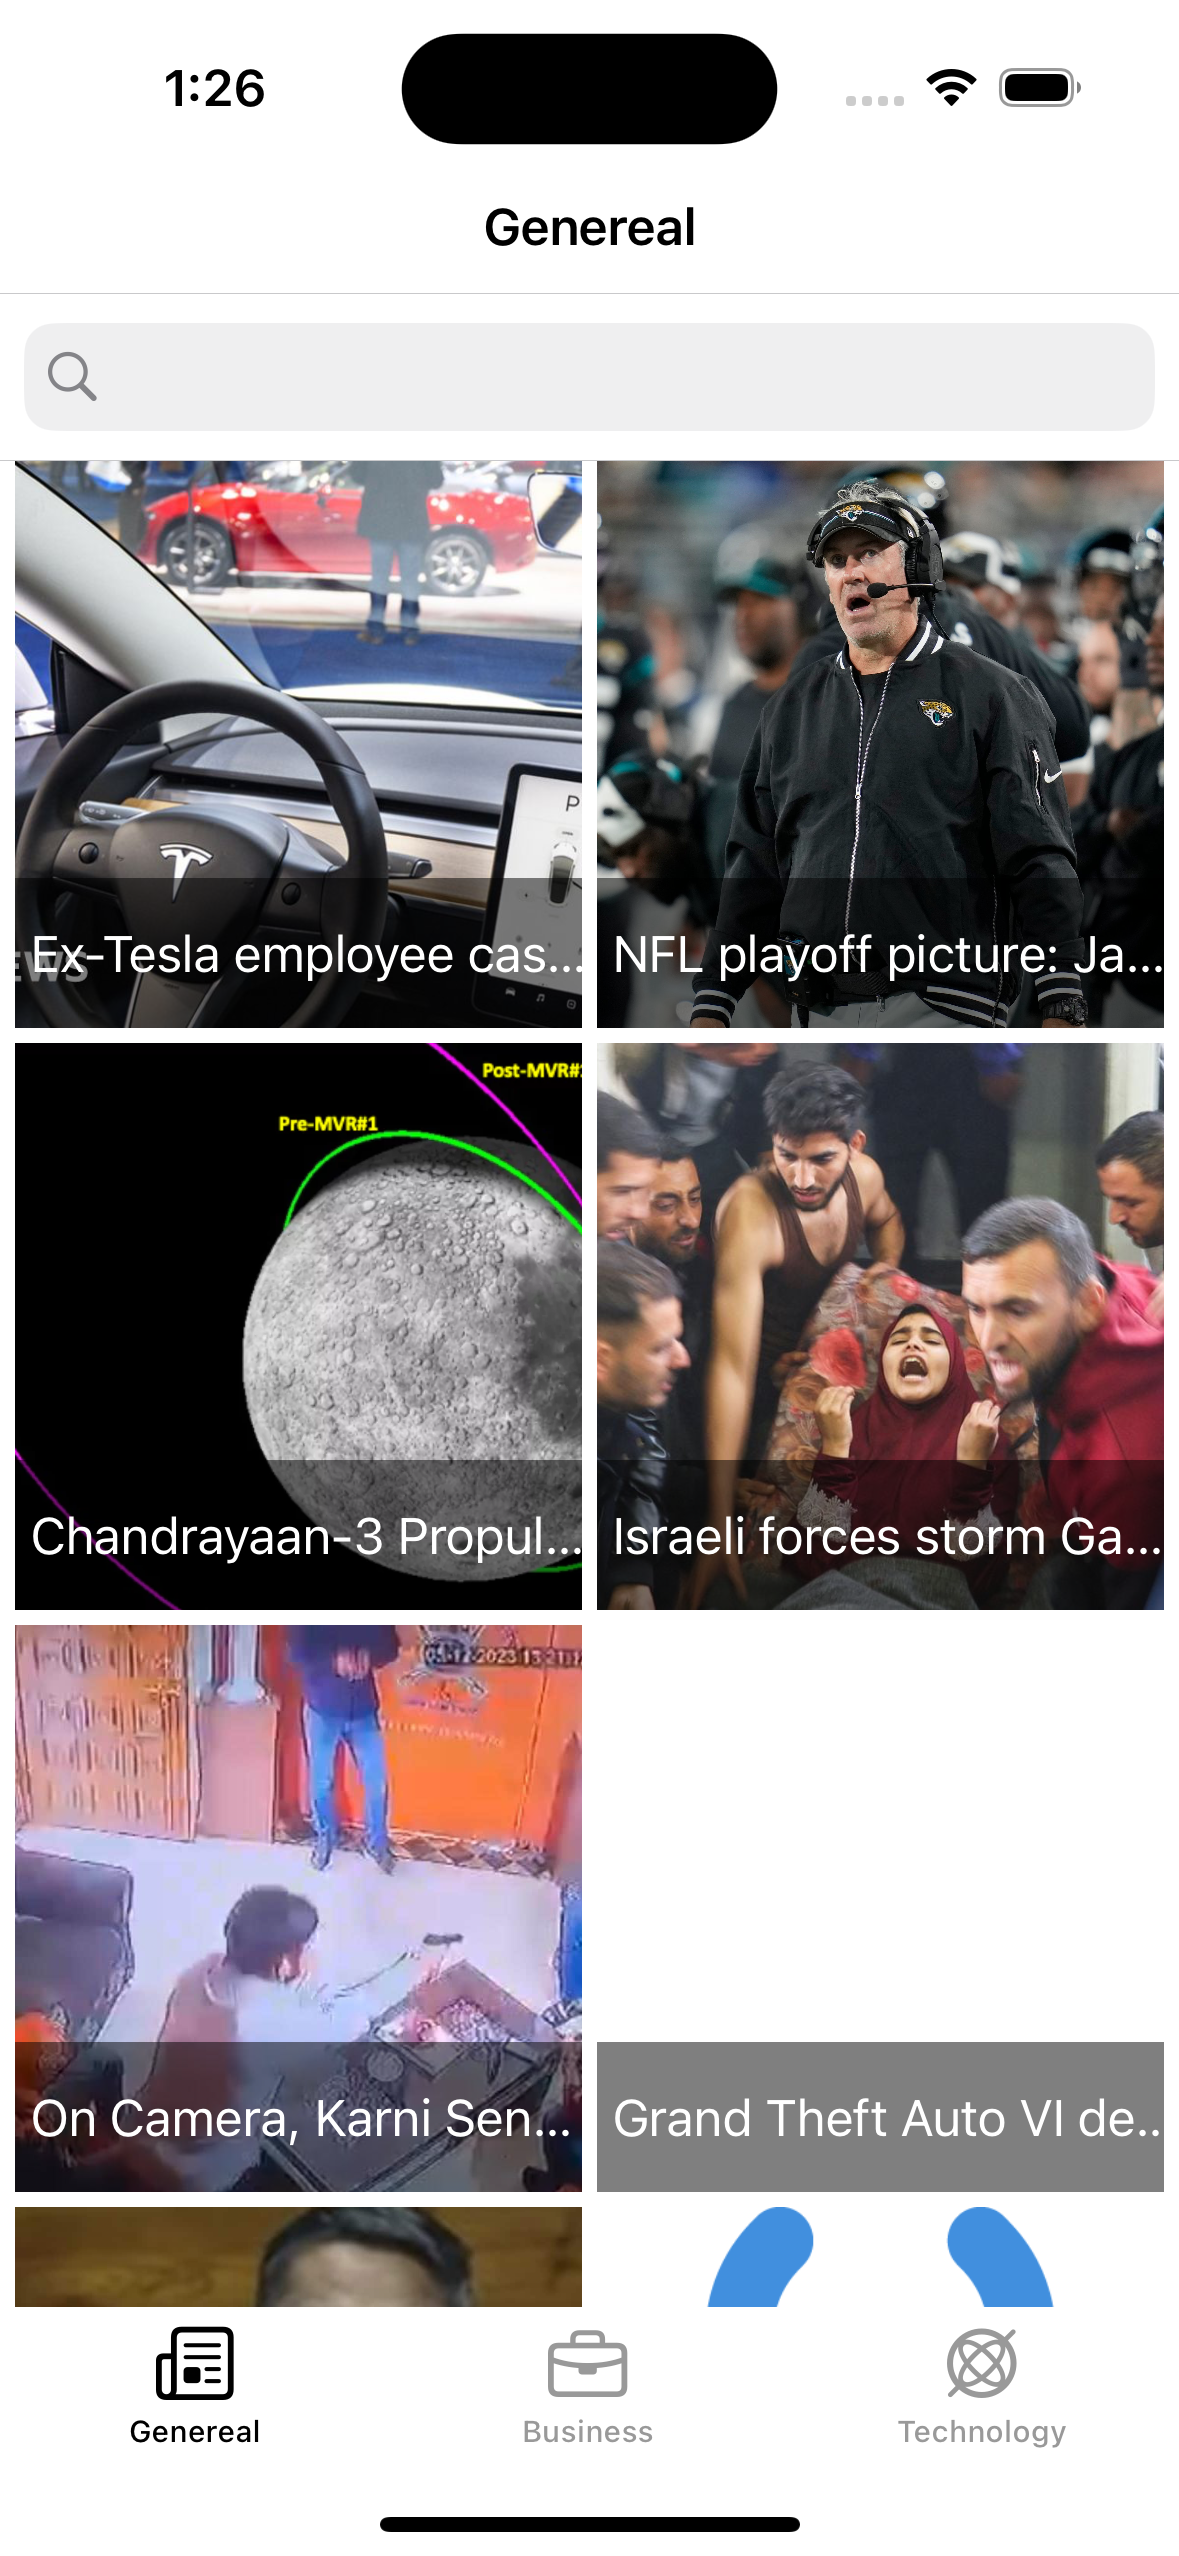 1:26
Genereal
P
EWS
Ex-Tesla employee cas...
NFL playoff picture: Ja...
Post-MVR#
Pre-MVR#1
Chandrayaan-3 Propul...
Israeli forces storm Ga...
On Camera, Karni Sen...
Grand Theft Auto VI de..
Genereal
Business
Technology